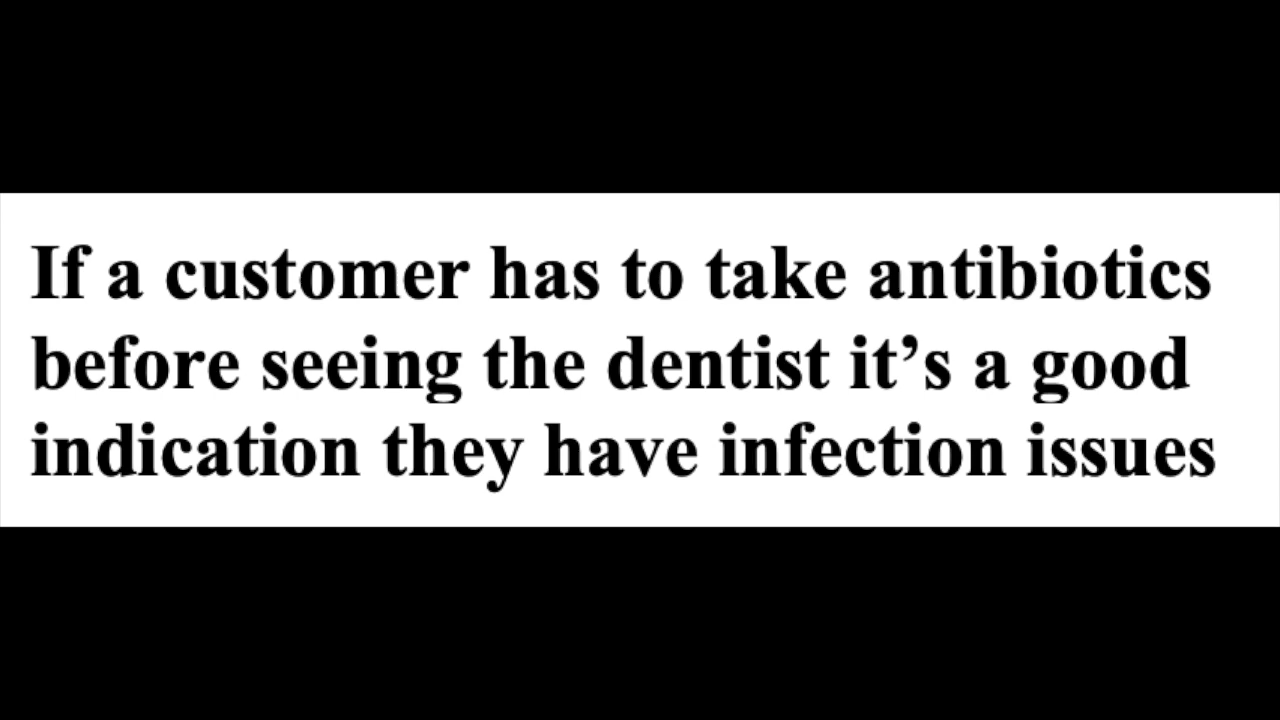 If a customer has to take antibiotics
before seeing the dentist it’s a good
indication they have infection issues